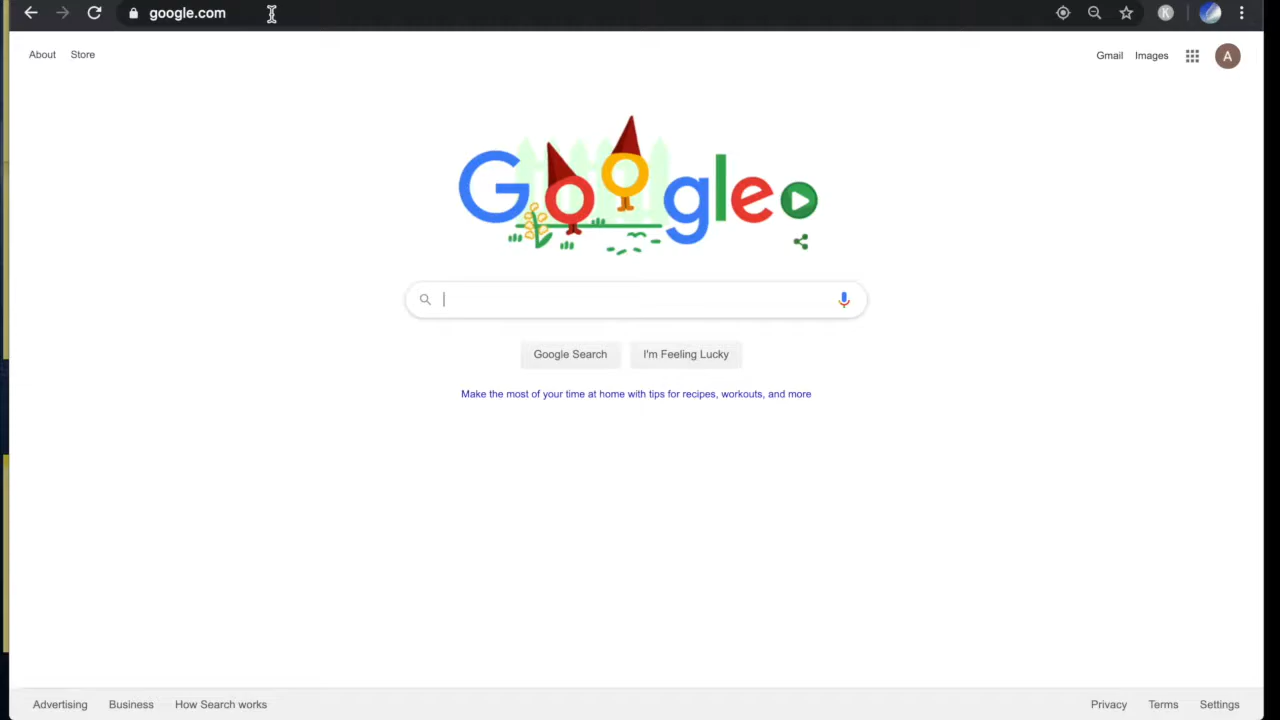 google.com
K
About Store
Gmail Images
A
Google
Google Search
I'm Feeling Lucky
Make the most of your time at home with tips for recipes, workouts, and more
Advertising Business How Search works
Privacy Terms Settings